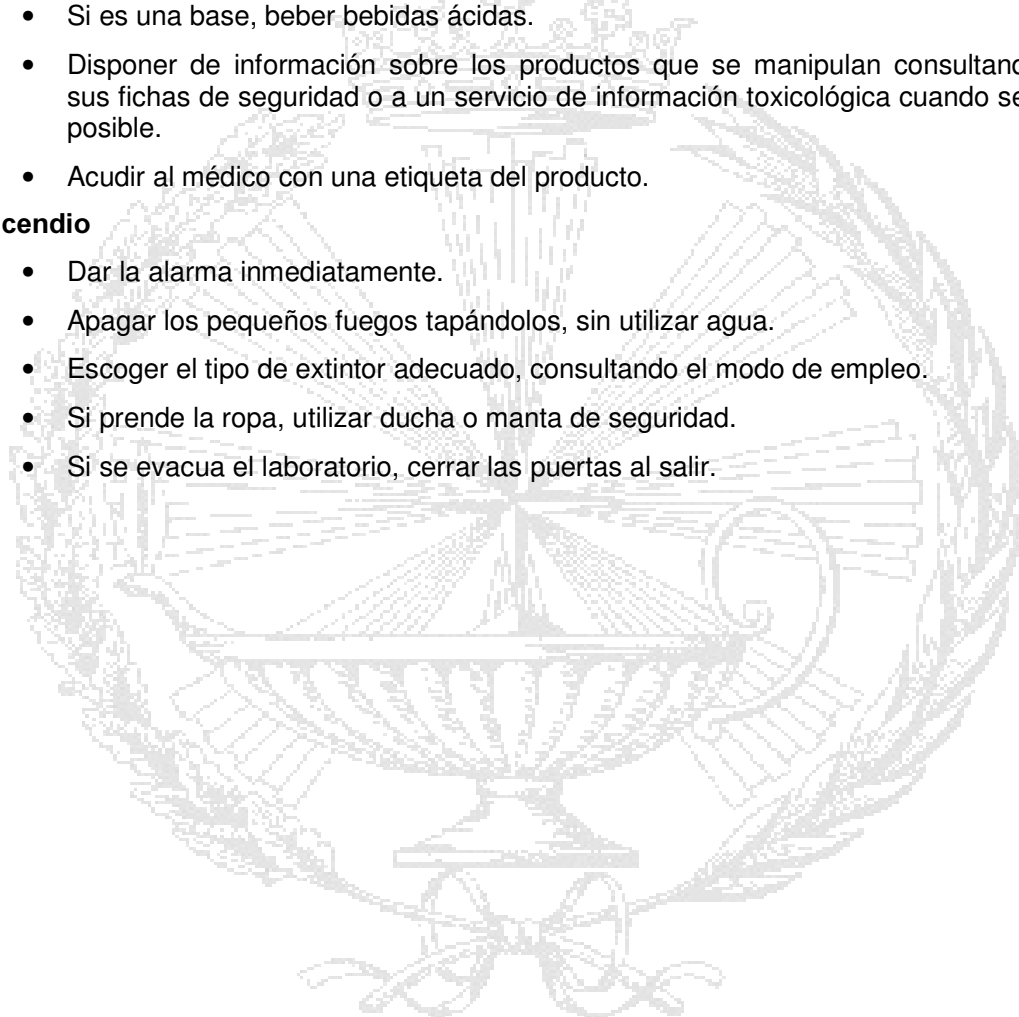 • Si es una base, beber bebidas ácidas.
• Disponer de información sobre los productos que se manipulan consultand
sus fichas de seguridad o a un servicio de información toxicológica cuando se
posible.
• Acudir al médico con una etiqueta del producto.
cendio
• Dar la alarma inmediatamente.
• Apagar los pequeños fuegos tapándolos, sin utilizar agua.
• Escoger el tipo de extintor adecuado, consultando el modo de empleo.
• Si prende la ropa, utilizar ducha o manta de seguridad.
• Si se evacua el laboratorio, cerrar las puertas al salir.